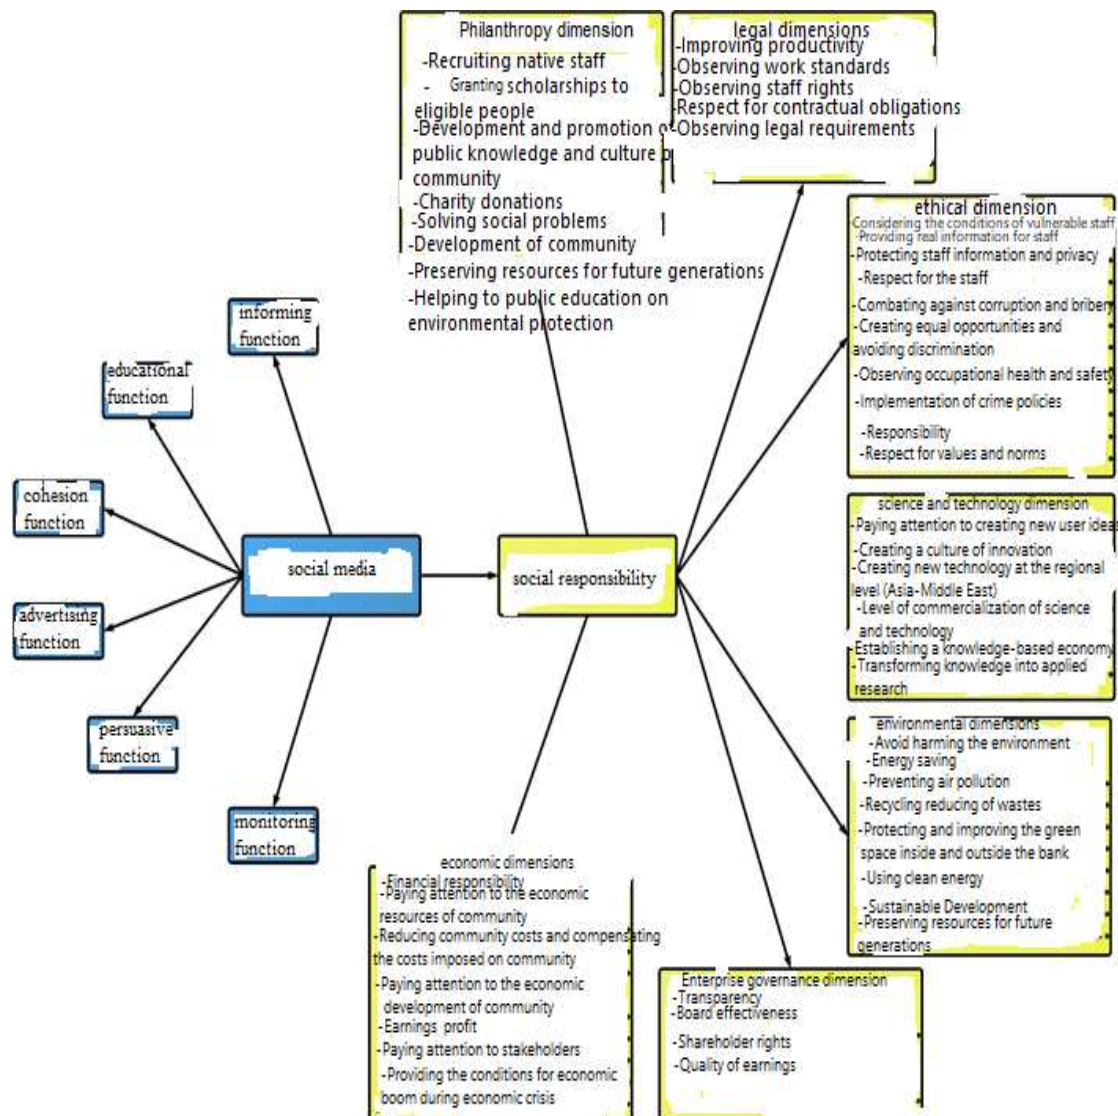 Philanthropy dimension
-Recruiting native staff
- Granting scholarships to
eligible people
-Development and promotion o
public knowledge and culture o
community
-Charity donations
-Solving social problems
-Development of community
-Preserving resources for future generations
-Helping to public education on
environmental protection
legal dimensions
-Improving productivity
-Observing work standards
-Observing staff rights
-Respect for contractual obligations
-Observing legal requirements
ethical dimension
Considering the conditions of vulnerable staff
-Providing real information for staff
-Protecting staff information and privacy
-Respect for the staff
-Combating against corruption and bribery
-Creating equal opportunities and
avoiding discrimination
-Observing occupational health and safety
-Implementation of crime policies
-Responsibility
-Respect for values and norms
informing
function
educational
function
cohesion
function
advertising
function
persuasive
function
monitoring
function
social media
social responsibility
science and technology dimension
-Paying attention to creating new user ideas
-Creating a culture of innovation
-Creating new technology at the regional
level (Asia-Middle East)
-Level of commercialization of science
and technology
-Establishing a knowledge-based economy
-Transforming knowledge into applied
research
environmental dimensions
-Avoid harming the environment
-Energy saving
-Preventing air pollution
-Recycling reducing of wastes
-Protecting and improving the green
space inside and outside the bank
-Using clean energy
-Sustainable Development
-Preserving resources for future
generations
economic dimensions
-Financial responsibility
-Paying attention to the economic
resources of community
-Reducing community costs and compensating
the costs imposed on community
-Paying attention to the economic
development of community
-Earnings profit
-Paying attention to stakeholders
-Providing the conditions for economic
boom during economic crisis
Enterprise governance dimension
-Transparency
-Board effectiveness
-Shareholder rights
-Quality of earnings